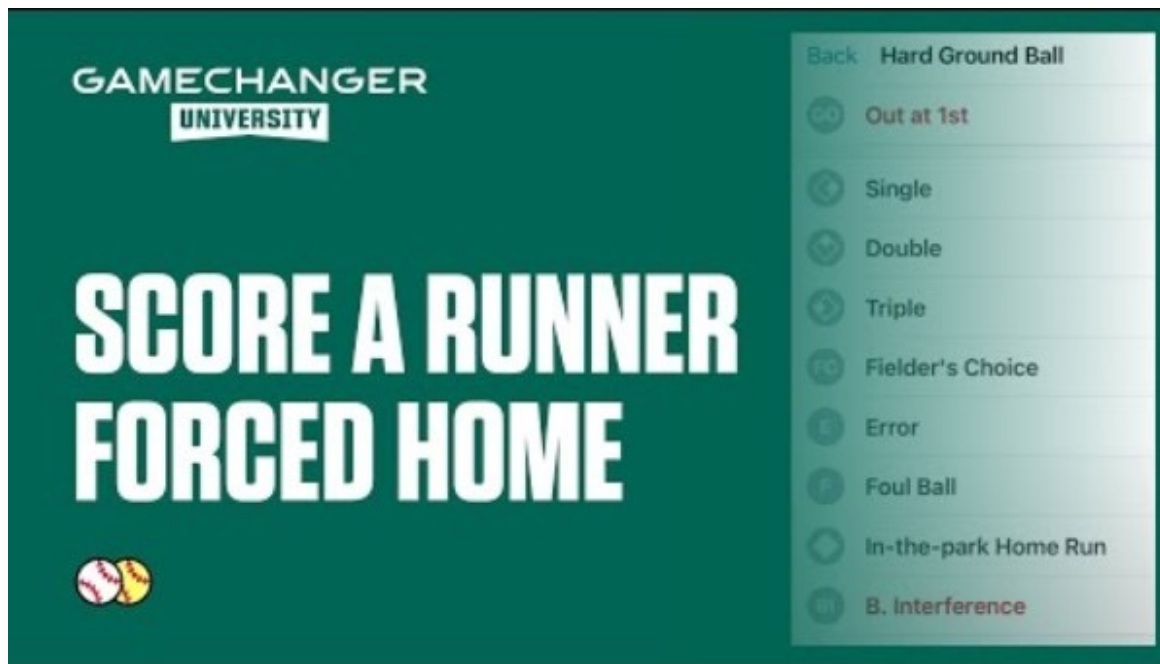 GAMECHANGER
UNIVERSITY
SCORE A RUNNER
FORCED HOME
Back Hard Ground Ball
Out at 1st
Single
Double
Triple
FC Fielder's Choice
E Error
F Foul Ball
In-the-park Home Run
B. Interference